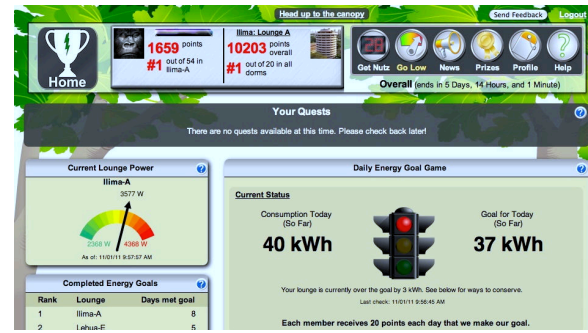 Head up to the canopy
Send Feedback
Logout
Home
1659 points
#1 out of 54 in Ilima-A
Ilima: Lounge A
10203 points overall
#1 out of 20 in all dorms
Get Nutz
Go Low
News
Prizes
Profile
Help
Overall (ends in 5 Days, 14 Hours, and 1 Minute)
Your Quests
There are no quests available at this time. Please check back later!
Current Lounge Power
Ilima-A
3577 W
2368 W
4368 W
As of: 11/01/11 9:57:57 AM
Completed Energy Goals
Rank Lounge Days met goal
1 Ilima-A 8
2 Lehua-E 5
Daily Energy Goal Game
Current Status
Consumption Today
(So Far)
40 kWh
Goal for Today
(So Far)
37 kWh
Your lounge is currently over the goal by 3 kWh. See below for ways to conserve.
Last check: 11/01/11 9:56:45 AM
Each member receives 20 points each day that we make our goal.